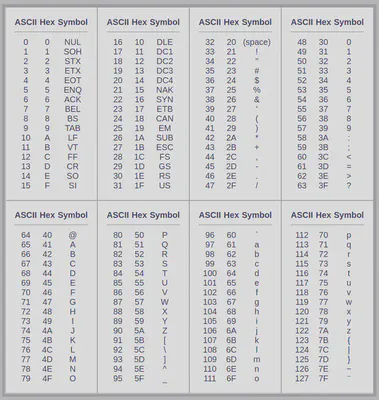 ASCII Hex Symbol
0 0 NUL
1 1 SOH
2 2 STX
3 3 ETX
4 4 EOT
5 5 ENQ
6 6 ACK
7 7 BEL
8 8 BS
9 9 TAB
10 A LF
11 B VT
12 C FF
13 D CR
14 E SO
15 F SI
ASCII Hex Symbol
16 10 DLE
17 11 DC1
18 12 DC2
19 13 DC3
20 14 DC4
21 15 NAK
22 16 SYN
23 17 ETB
24 18 CAN
25 19 EM
26 1A SUB
27 1B ESC
28 1C FS
29 1D GS
30 1E RS
31 1F US
ASCII Hex Symbol
32 20 (space)
33 21 !
34 22 "
35 23 #
36 24 $
37 25 %
38 26 &
39 27 '
40 28 (
41 29 )
42 2A *
43 2B +
44 2C ,
45 2D -
46 2E .
47 2F /
ASCII Hex Symbol
48 30 0
49 31 1
50 32 2
51 33 3
52 34 4
53 35 5
54 36 6
55 37 7
56 38 8
57 39 9
58 3A :
59 3B ;
60 3C <
61 3D =
62 3E >
63 3F ?
ASCII Hex Symbol
64 40 @
65 41 A
66 42 B
67 43 C
68 44 D
69 45 E
70 46 F
71 47 G
72 48 H
73 49 I
74 4A J
75 4B K
76 4C L
77 4D M
78 4E N
79 4F O
ASCII Hex Symbol
80 50 P
81 51 Q
82 52 R
83 53 S
84 54 T
85 55 U
86 56 V
87 57 W
88 58 X
89 59 Y
90 5A Z
91 5B [
92 5C \
93 5D ]
94 5E ^
95 5F _
ASCII Hex Symbol
96 60 `
97 61 a
98 62 b
99 63 c
100 64 d
101 65 e
102 66 f
103 67 g
104 68 h
105 69 i
106 6A j
107 6B k
108 6C l
109 6D m
110 6E n
111 6F o
ASCII Hex Symbol
112 70 p
113 71 q
114 72 r
115 73 s
116 74 t
117 75 u
118 76 v
119 77 w
120 78 x
121 79 y
122 7A z
123 7B {
124 7C |
125 7D }
126 7E ~
127 7F